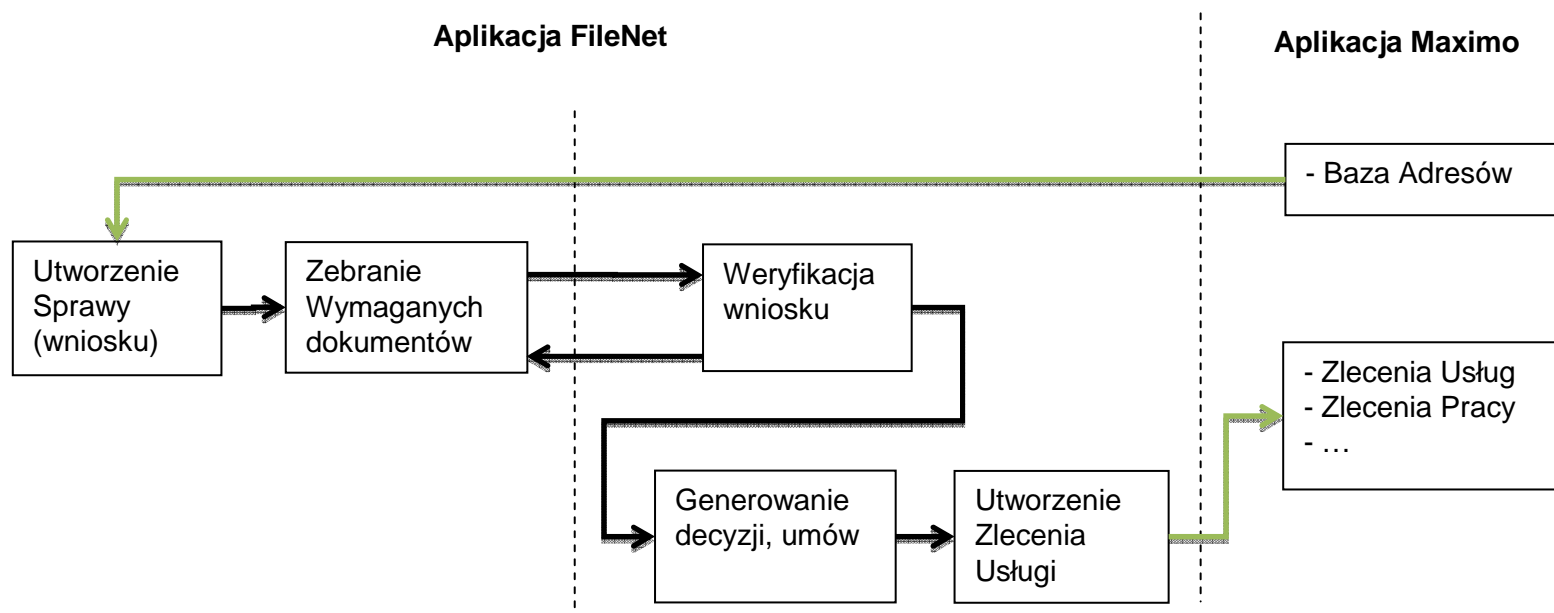 Aplikacja FileNet
Aplikacja Maximo
- Baza Adresów
Utworzenie
Sprawy
(wniosku)
Zebranie
Wymaganych
dokumentów
Weryfikacja
wniosku
- Zlecenia Usług
- Zlecenia Pracy
- …
Generowanie
decyzji, umów
Utworzenie
Zlecenia
Usługi